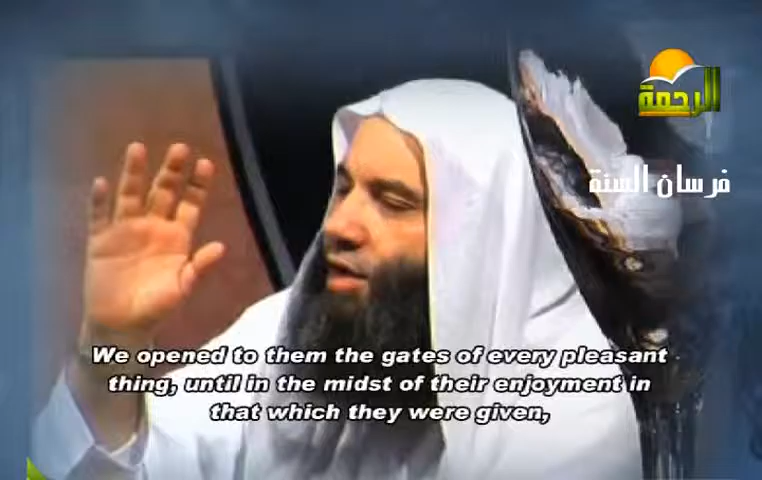 الرحمة
فرسان السنة
We opened to them the gates of every pleasant
thing, until in the midst of their enjoyment in
that which they were given,